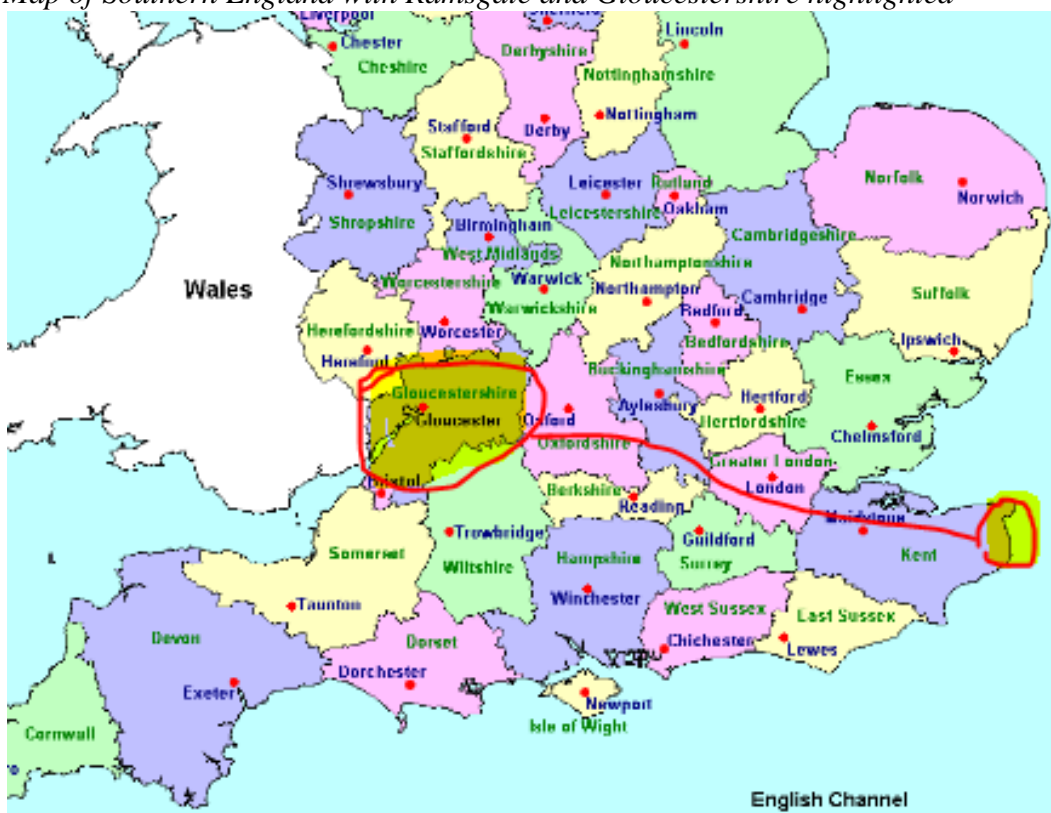 Map of Southern England with Ramsgate and Gloucestershire highlighted
Liverpool
Chester
Cheshire
Derbyshire
Lincoln
Nottinghamshire
Nottingham
Stafford
Staffordshire
Derby
Shrewsbury
Shropshire
Leicester
Leicestershire
Rutland
Oakham
Norfolk
Norwich
Birmingham
West Midlands
Cambridgeshire
Wales
Worcestershire
Warwick
Warwickshire
Northamptonshire
Northampton
Cambridge
Suffolk
Bedford
Bedfordshire
Ipswich
Herefordshire
Worcester
Hereford
Buckinghamshire
Essex
Gloucestershire
Gloucester
Oxford
Oxfordshire
Aylesbury
Hertford
Hertfordshire
Chelmsford
Greater London
London
Bristol
Berkshire
Reading
Maidstone
Kent
Trowbridge
Somerset
Wiltshire
Hampshire
Guildford
Surrey
Winchester
Taunton
West Sussex
East Sussex
Devon
Dorset
Chichester
Lewes
Dorchester
Exeter
Newport
Isle of Wight
Cornwall
English Channel